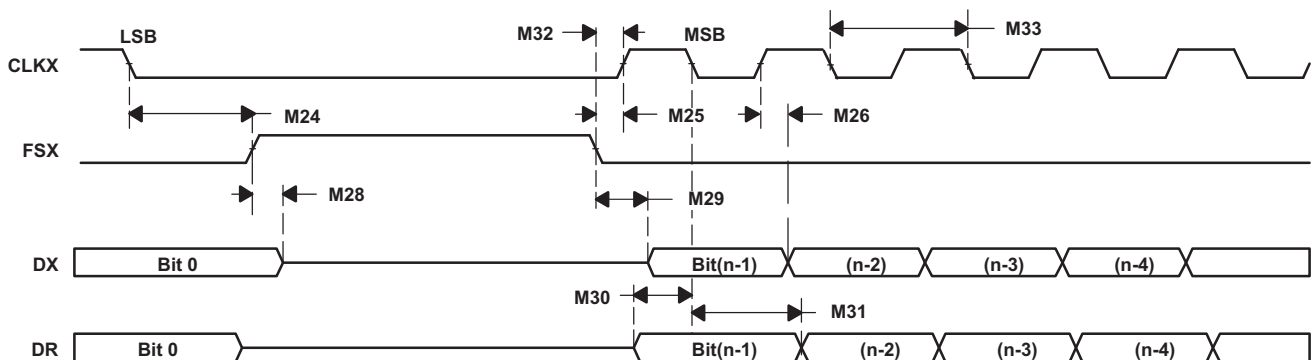 LSB M32 MSB M33
CLKX
M24 M25 M26
FSX
M28 M29
DX Bit 0 Bit(n-1) (n-2) (n-3) (n-4)
M30 M31
DR Bit 0 Bit(n-1) (n-2) (n-3) (n-4)